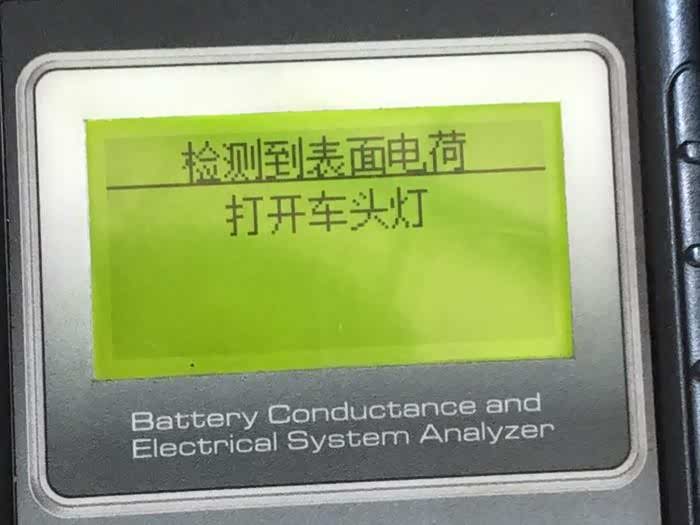 检测到表面电荷
打开车头灯
Battery Conductance and
Electrical System Analyzer